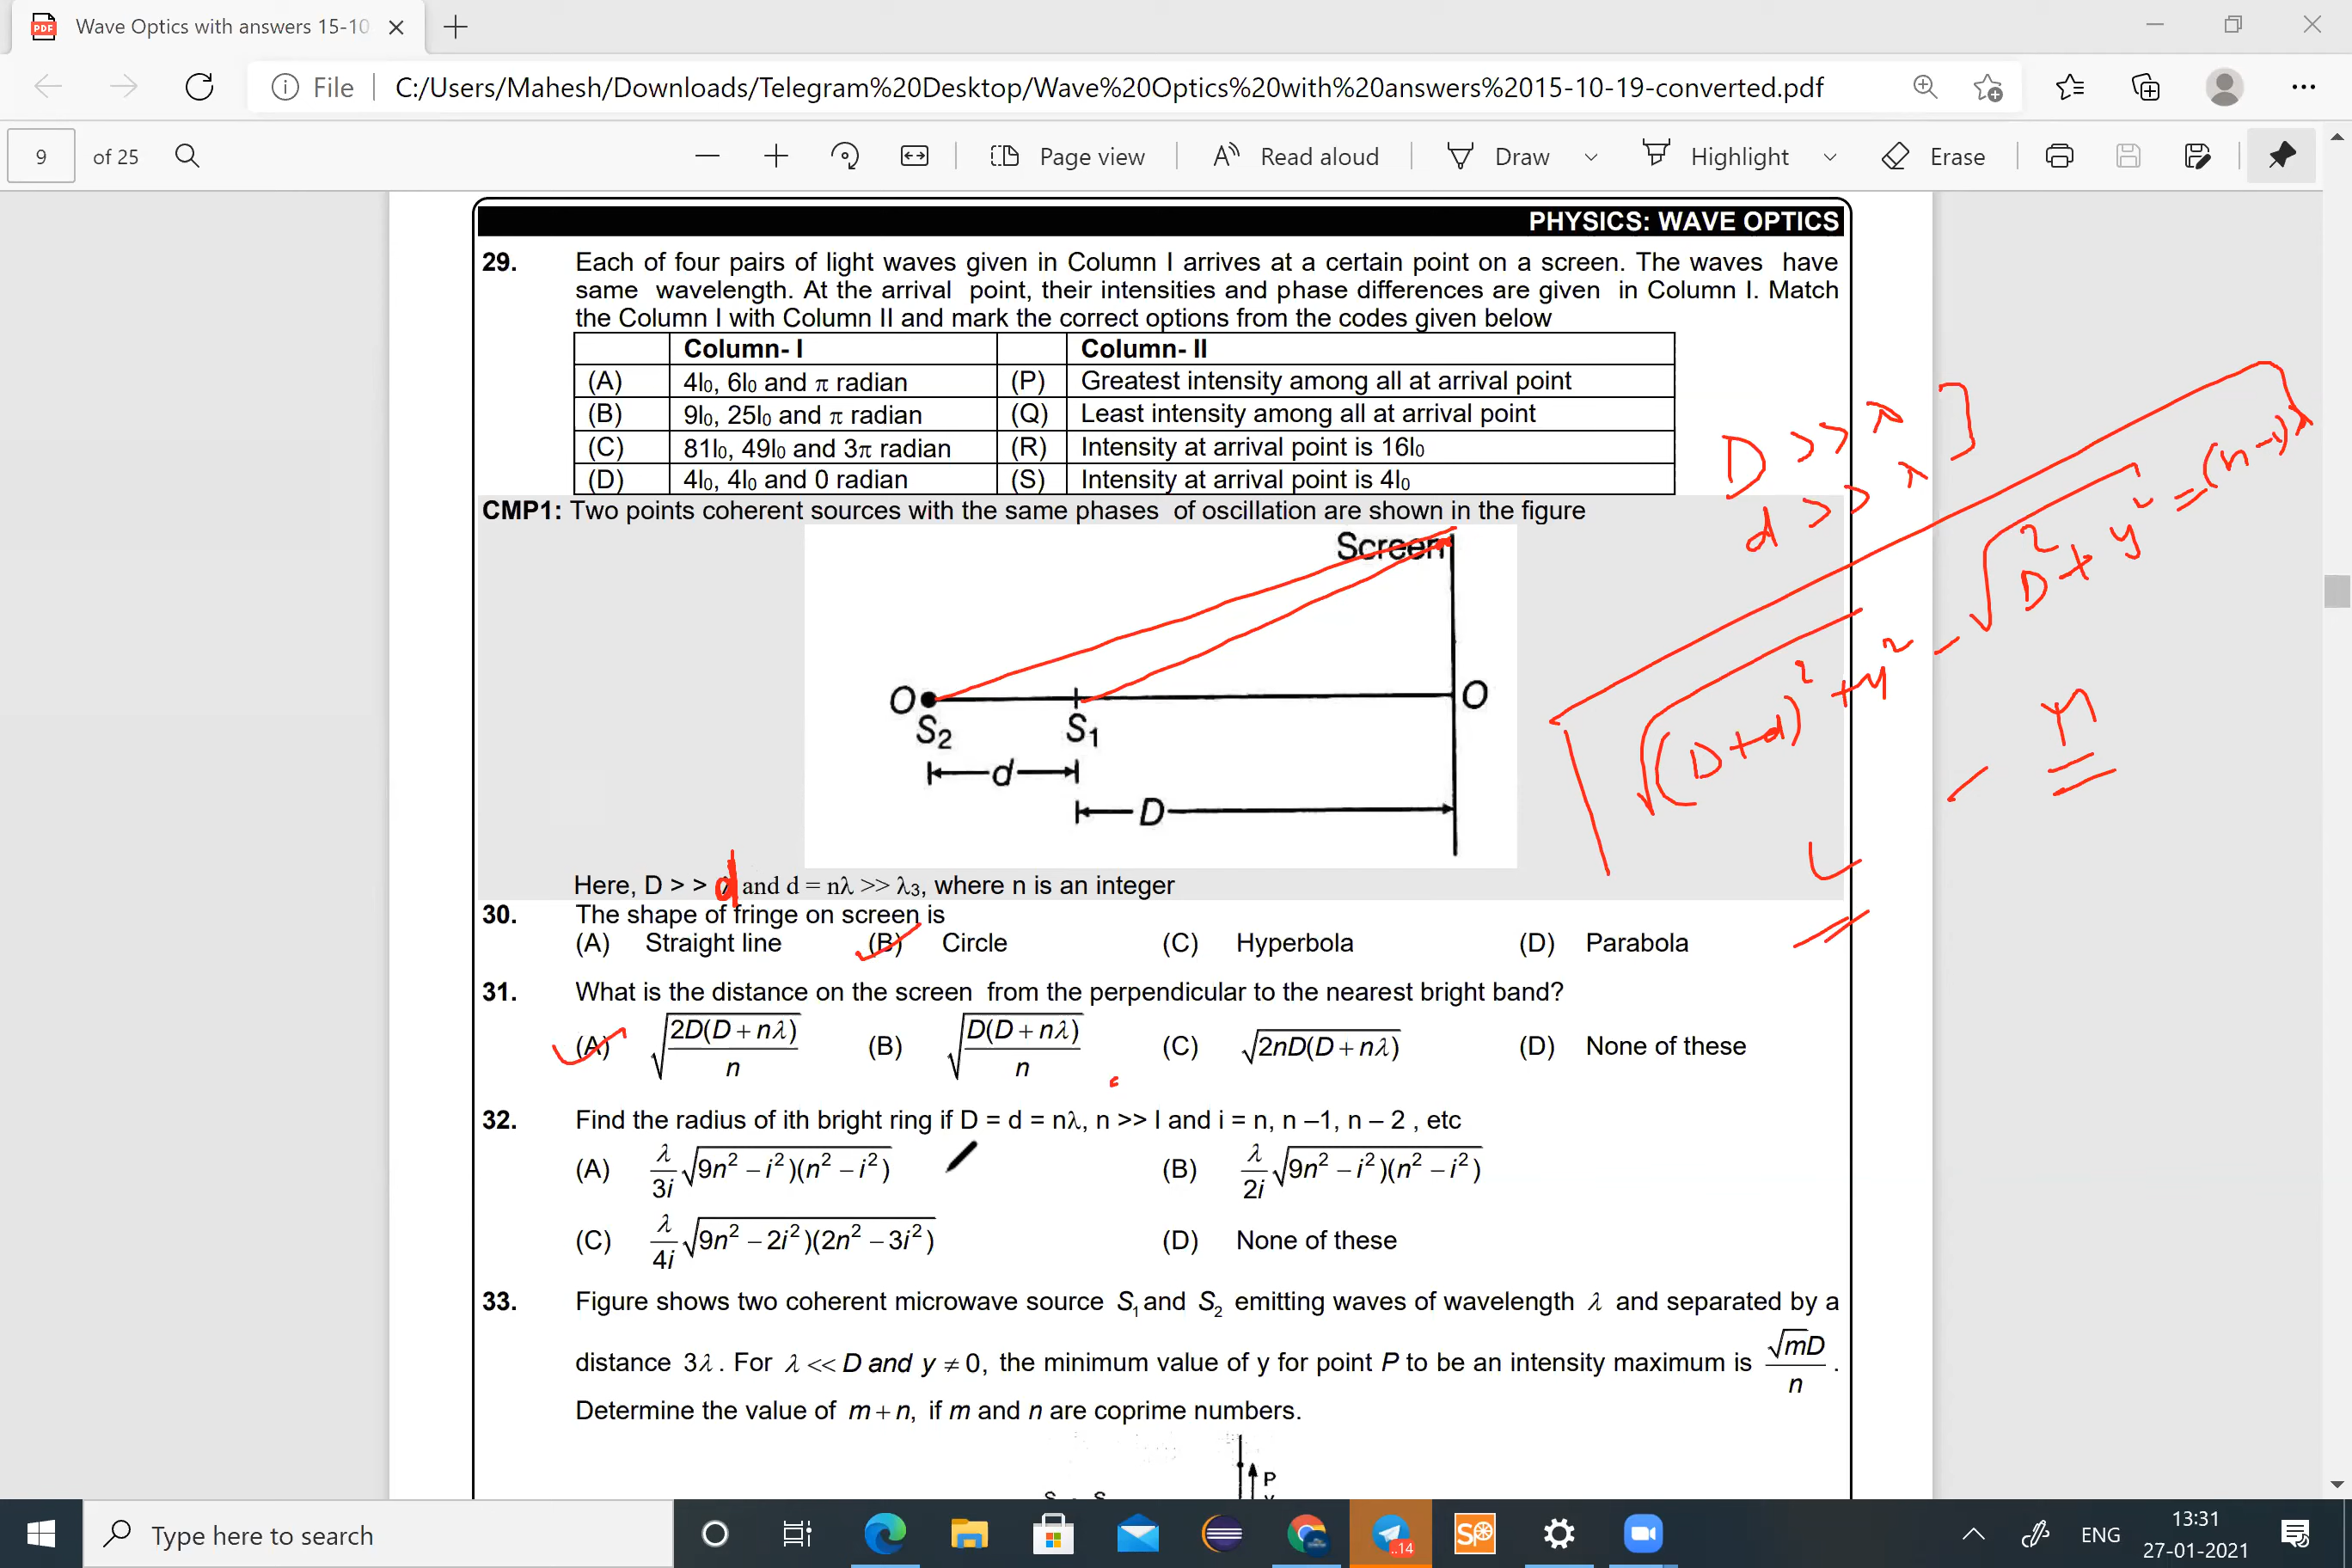 Wave Optics with answers 15-10
File
C:/Users/Mahesh/Downloads/Telegram%20Desktop/Wave%20Optics%20with%20answers%2015-10-19-converted.pdf
9 of 25
Page view
Read aloud
Draw
Highlight
Erase
PHYSICS: WAVE OPTICS
29. Each of four pairs of light waves given in Column I arrives at a certain point on a screen. The waves have
same wavelength. At the arrival point, their intensities and phase differences are given in Column I. Match
the Column I with Column II and mark the correct options from the codes given below
Column- I Column- II
(A) 4I₀, 6I₀ and π radian (P) Greatest intensity among all at arrival point
(B) 9I₀, 25I₀ and π radian (Q) Least intensity among all at arrival point
(C) 81I₀, 49I₀ and 3π radian (R) Intensity at arrival point is 16I₀
(D) 4I₀, 4I₀ and 0 radian (S) Intensity at arrival point is 4I₀
D >> λ
d >> λ
CMP1: Two points coherent sources with the same phases of oscillation are shown in the figure
Screen
√(D+d)² + y² - √D² + y² = (n-1)λ
O O
S₂ S₁
d
D
Here, D > > d and d = nλ >> λ₃, where n is an integer
30. The shape of fringe on screen is
(A) Straight line (B) Circle (C) Hyperbola (D) Parabola
31. What is the distance on the screen from the perpendicular to the nearest bright band?
(A) √(2D(D + nλ)/n) (B) √(D(D + nλ)/n) (C) √2nD(D + nλ) (D) None of these
32. Find the radius of ith bright ring if D = d = nλ, n >> l and i = n, n –1, n – 2 , etc
(A) λ/3i √9n² – i²)(n² – i²) (B) λ/2i √9n² – i²)(n² – i²)
(C) λ/4i √9n² – 2i²)(2n² – 3i²) (D) None of these
33. Figure shows two coherent microwave source S₁ and S₂ emitting waves of wavelength λ and separated by a
distance 3λ. For λ << D and y ≠ 0, the minimum value of y for point P to be an intensity maximum is √mD/n.
Determine the value of m + n, if m and n are coprime numbers.
P
Type here to search
..14
ENG
13:31
27-01-2021